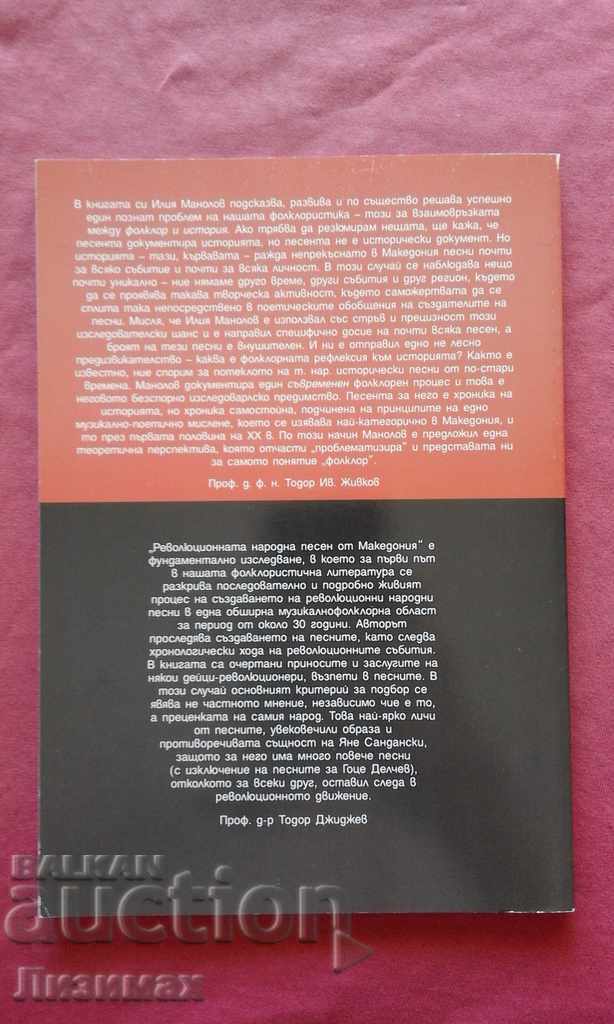 В книгата си Илия Манолов подсказва, развива и по същество решава успешно
един познат проблем на нашата фолклористика – този за взаимовръзката
между фолклор и история. Ако трябва да резюмирам нещата, ще кажа, че
песента документира историята, но песента не е исторически документ. Но
историята – тази, кървавата – ражда непрекъснато в Македония песни почти
за всяко събитие и почти за всяка личност. В този случай се наблюдава нещо
почти уникално – ние нямаме друго време, други събития и друг регион, където
да се проявява такава творческа активност, където саможертвата да се
сплита така непосредствено в поетическите обобщения на създателите на
песни. Мисля, че Илия Манолов е използвал със стръв и прецизност този
изследователски шанс и е направил специфично досие на почти всяка песен, а
броят на тези песни е внушителен. И ни е отправил едно не лесно
предизвикателство – каква е фолклорната рефлексия към историята? Както е
известно, ние спорим за потеклото на т. нар. исторически песни от по-стари
времена. Манолов документира един съвременен фолклорен процес и това е
неговото безспорно изследоварско предимство. Песента за него е хроника на
историята, но хроника самостойна, подчинена на принципите на едно
музикално-поетично мислене, което се изявава най-категорично в Македония, и
то през първата половина на XX в. По този начин Манолов е предложил една
теоретична перспектива, която отчасти „проблематизира“ и представата ни
за самото понятие „фолклор“.
Проф. д. ф. н. Тодор Ив. Живков
„Революционната народна песен от Македония“ е
фундаментално изследване, в което за първи път
в нашата фолклористична литература се
разкрива последователно и подробно живият
процес на създаването на революционни народни
песни в една обширна музикалнофолклорна област
за период от около 30 години. Авторът
проследява създаването на песните, като следва
хронологически хода на революционните събития.
В книгата са очертани приносите и заслугите на
някои дейци-революционери, възпети в песните. В
този случай основният критерий за подбор се
явява не частното мнение, независимо чие е то,
а преценката на самия народ. Това най-ярко личи
от песните, увековечили образа и
противоречивата същност на Яне Сандански,
защото за него има много повече песни
(с изключение на песните за Гоце Делчев),
отколкото за всеки друг, оставил следа в
революционното движение.
Проф. д-р Тодор Джиджев
BALKAN
auction
Лизимах